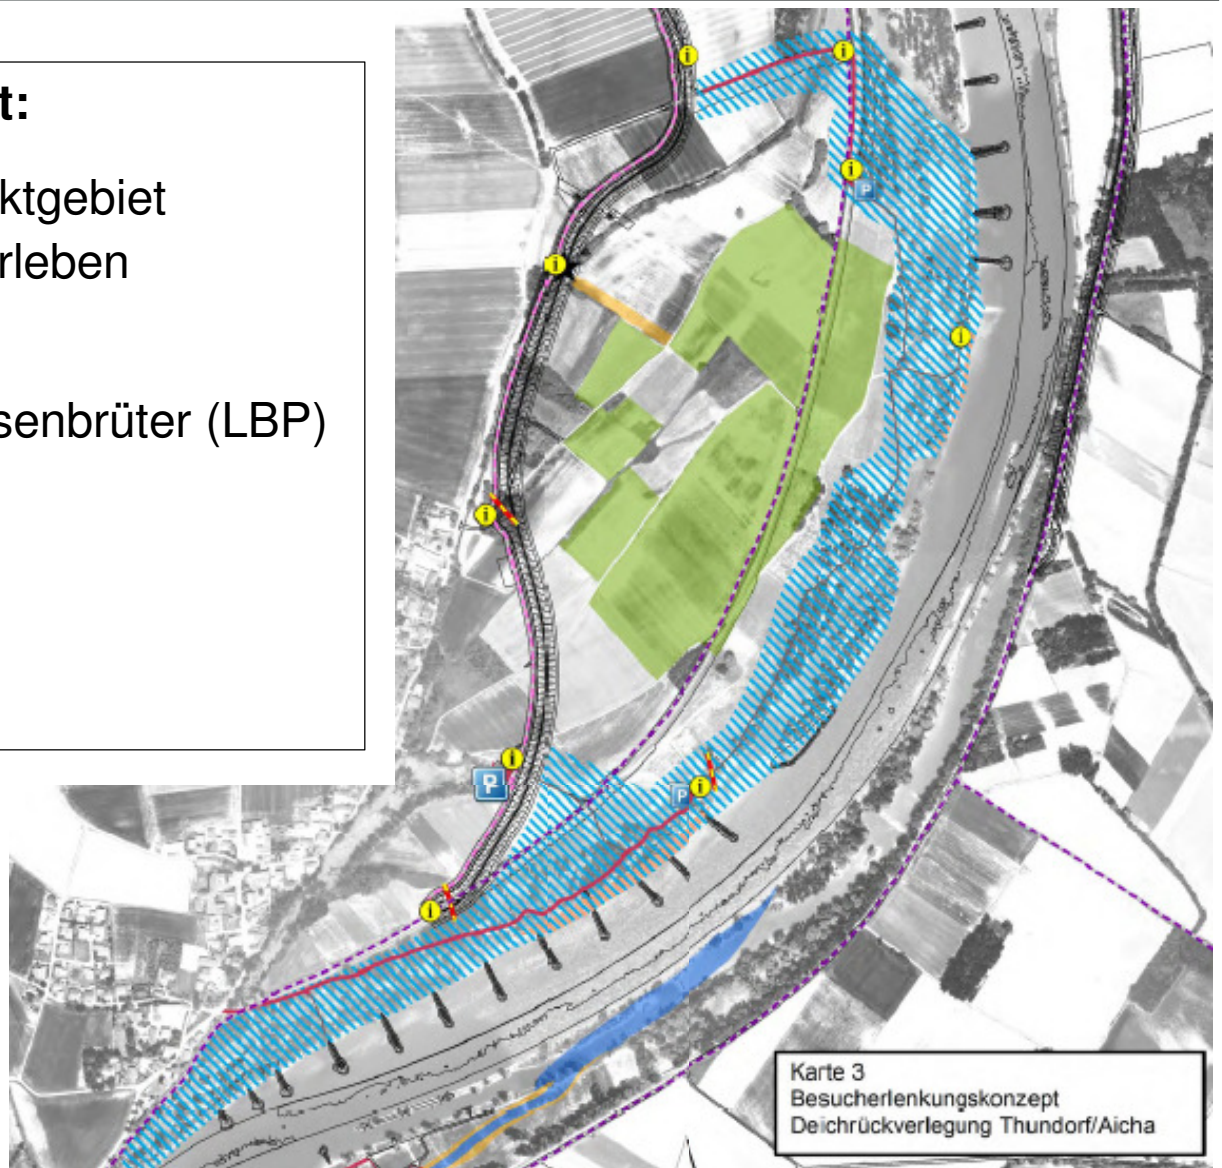 t:
ktgebiet
rleben
senbrüter (LBP)
i
i
i
P
i
i
i
i
P
i
P
i
Karte 3
Besucherlenkungskonzept
Deichrückverlegung Thundorf/Aicha